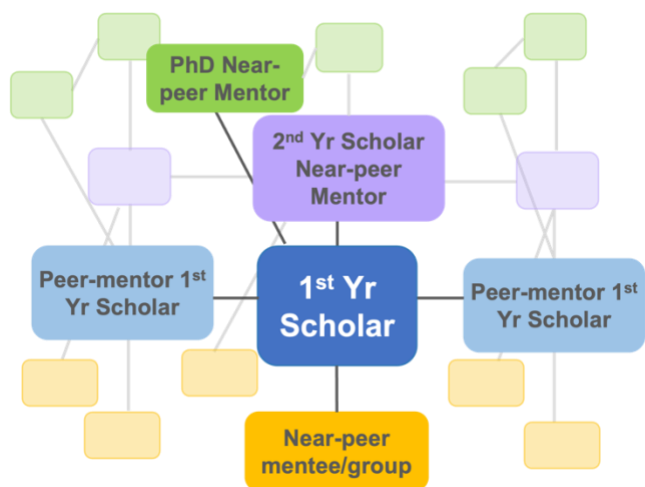 PhD Near-
peer Mentor
2nd Yr Scholar
Near-peer
Mentor
Peer-mentor 1st
Yr Scholar
1st Yr
Scholar
Peer-mentor 1st
Yr Scholar
Near-peer
mentee/group